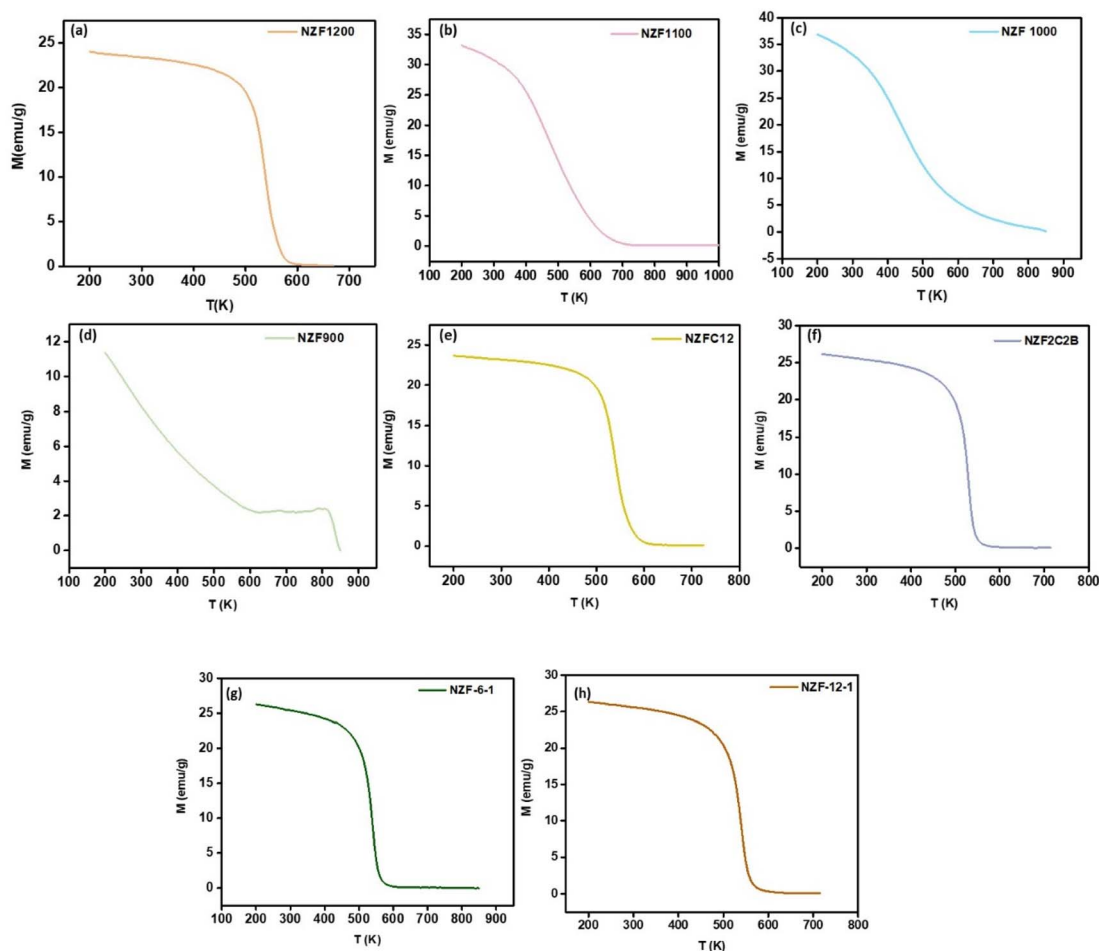 (a)
NZF1200
25
20
15
10
5
0
M(emu/g)
200 300 400 500 600 700
T(K)
(b)
NZF1100
40
35
30
25
20
15
10
5
0
-5
M (emu/g)
100 200 300 400 500 600 700 800 900 1000
T (K)
(c)
NZF 1000
40
35
30
25
20
15
10
5
0
-5
M (emu/g)
100 200 300 400 500 600 700 800 900
T (K)
(d)
NZF900
12
10
8
6
4
2
0
M (emu/g)
100 200 300 400 500 600 700 800 900
T (K)
(e)
NZFC12
25
20
15
10
5
0
M (emu/g)
200 300 400 500 600 700 800
T (K)
(f)
NZF2C2B
30
25
20
15
10
5
0
M (emu/g)
200 300 400 500 600 700 800
T (K)
(g)
NZF-6-1
30
25
20
15
10
5
0
M (emu/g)
100 200 300 400 500 600 700 800 900
T (K)
(h)
NZF-12-1
30
25
20
15
10
5
0
M (emu/g)
200 300 400 500 600 700 800
T (K)